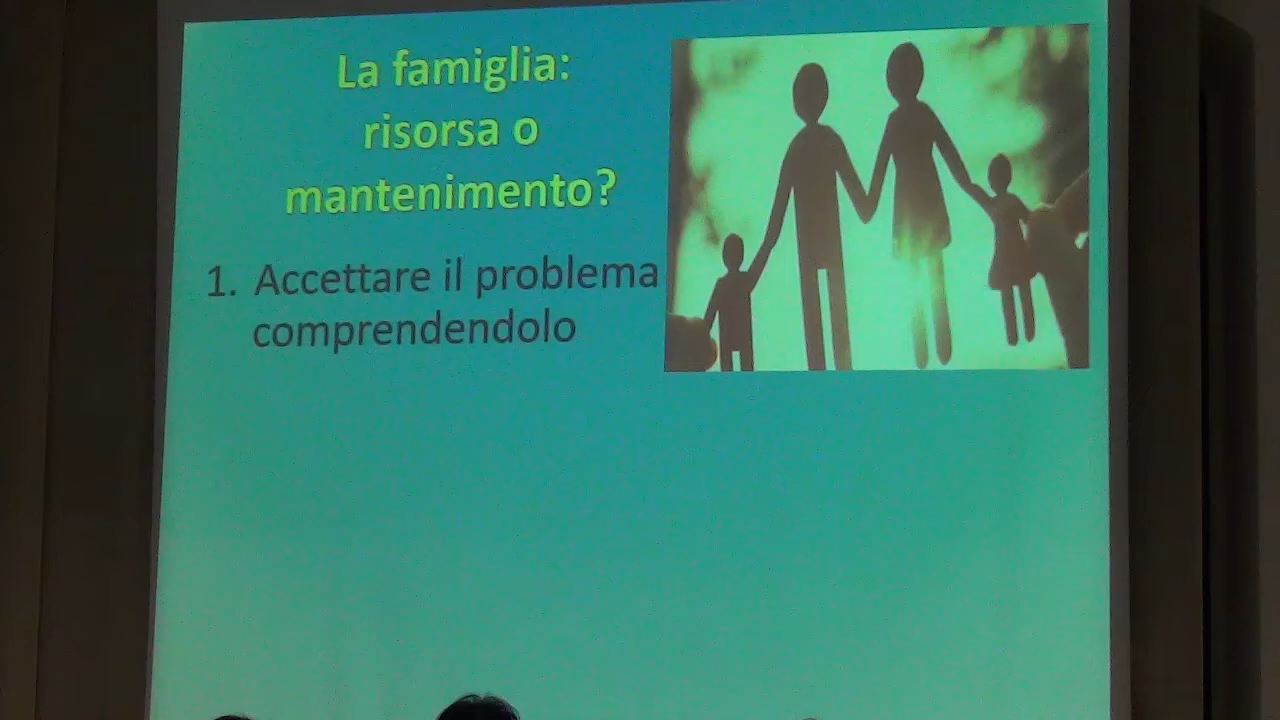 La famiglia:
risorsa o
mantenimento?
1. Accettare il problema
comprendendolo